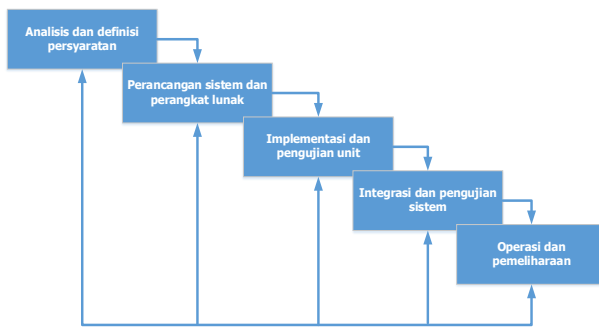 Analisis dan definisi
persyaratan
Perancangan sistem dan
perangkat lunak
Implementasi dan
pengujian unit
Integrasi dan pengujian
sistem
Operasi dan
pemeliharaan